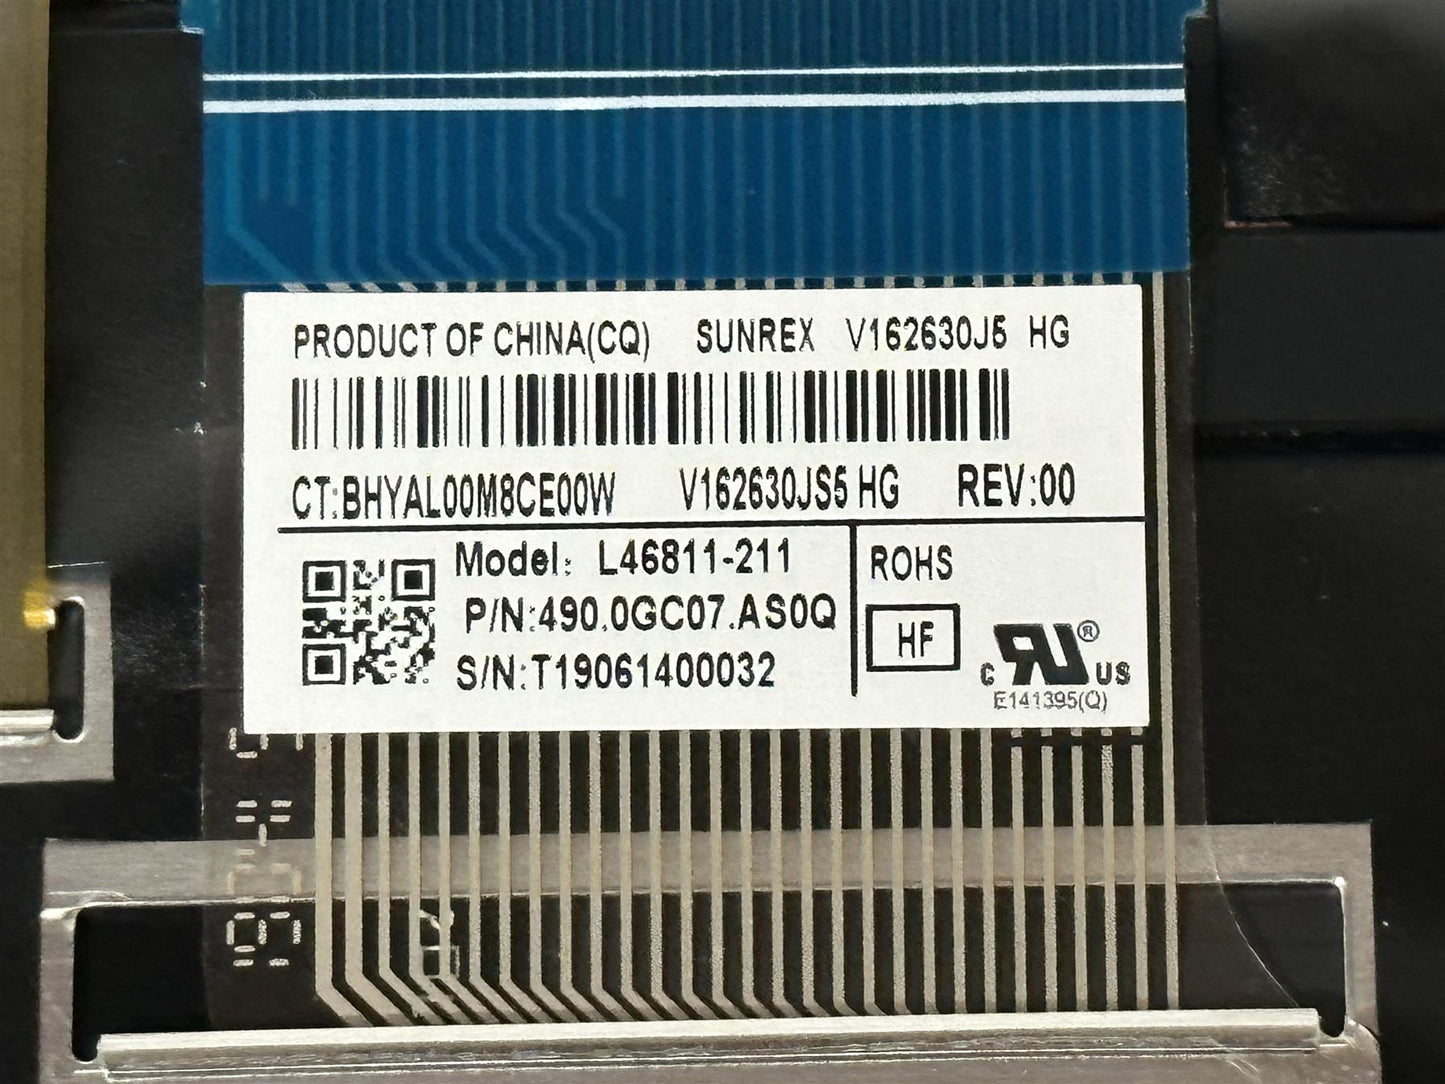 PRODUCT OF CHINA(CQ) SUNREX V162630J5 HG
CT:BHYAL00M8CE00W V162630JS5 HG REV:00
Model: L46811-211
P/N:490.0GC07.AS0Q
S/N:T19061400032
ROHS
HF
c RU ® US
E141395(Q)